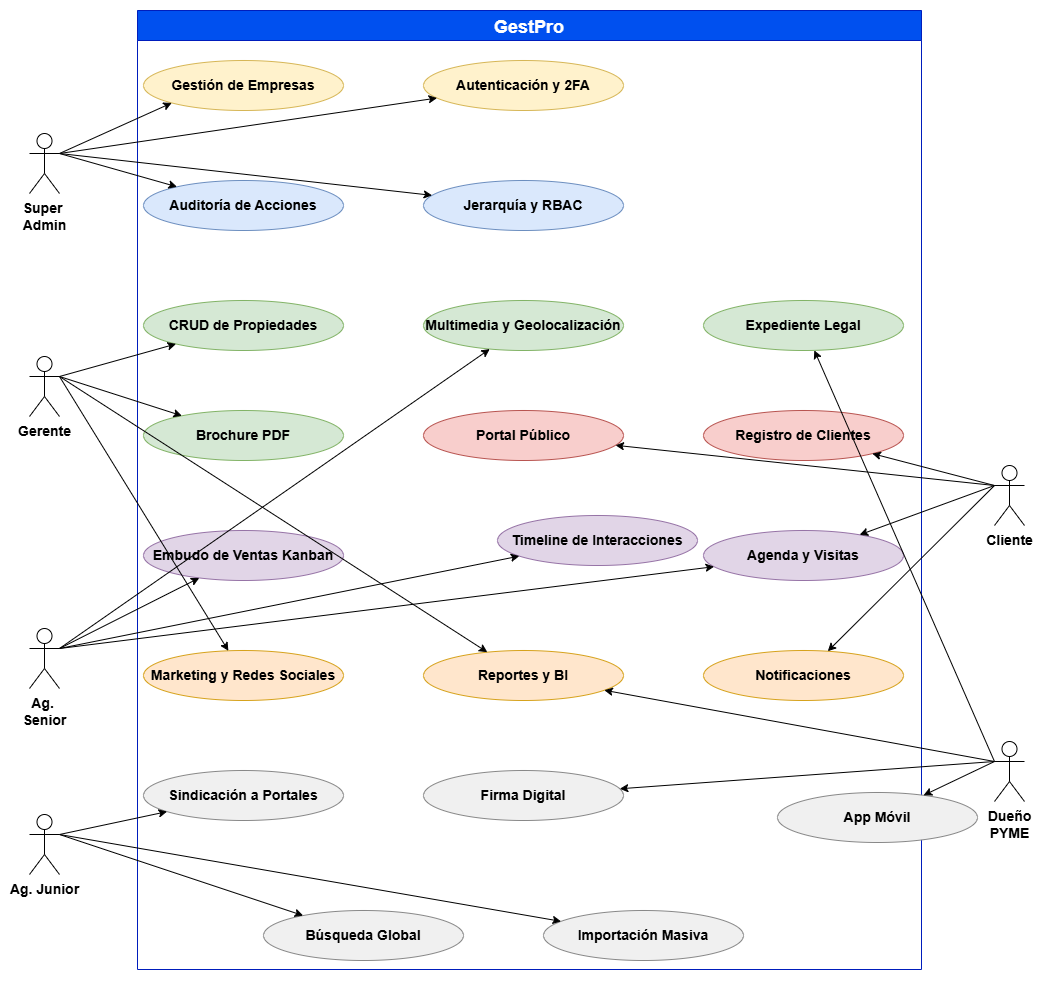 GestPro
Gestión de Empresas
Autenticación y 2FA
Super
Admin
Auditoría de Acciones
Jerarquía y RBAC
CRUD de Propiedades
Multimedia y Geolocalización
Expediente Legal
Gerente
Brochure PDF
Portal Público
Registro de Clientes
Cliente
Embudo de Ventas Kanban
Timeline de Interacciones
Agenda y Visitas
Ag.
Senior
Marketing y Redes Sociales
Reportes y BI
Notificaciones
Sindicación a Portales
Firma Digital
App Móvil
Dueño
PYME
Ag. Junior
Búsqueda Global
Importación Masiva